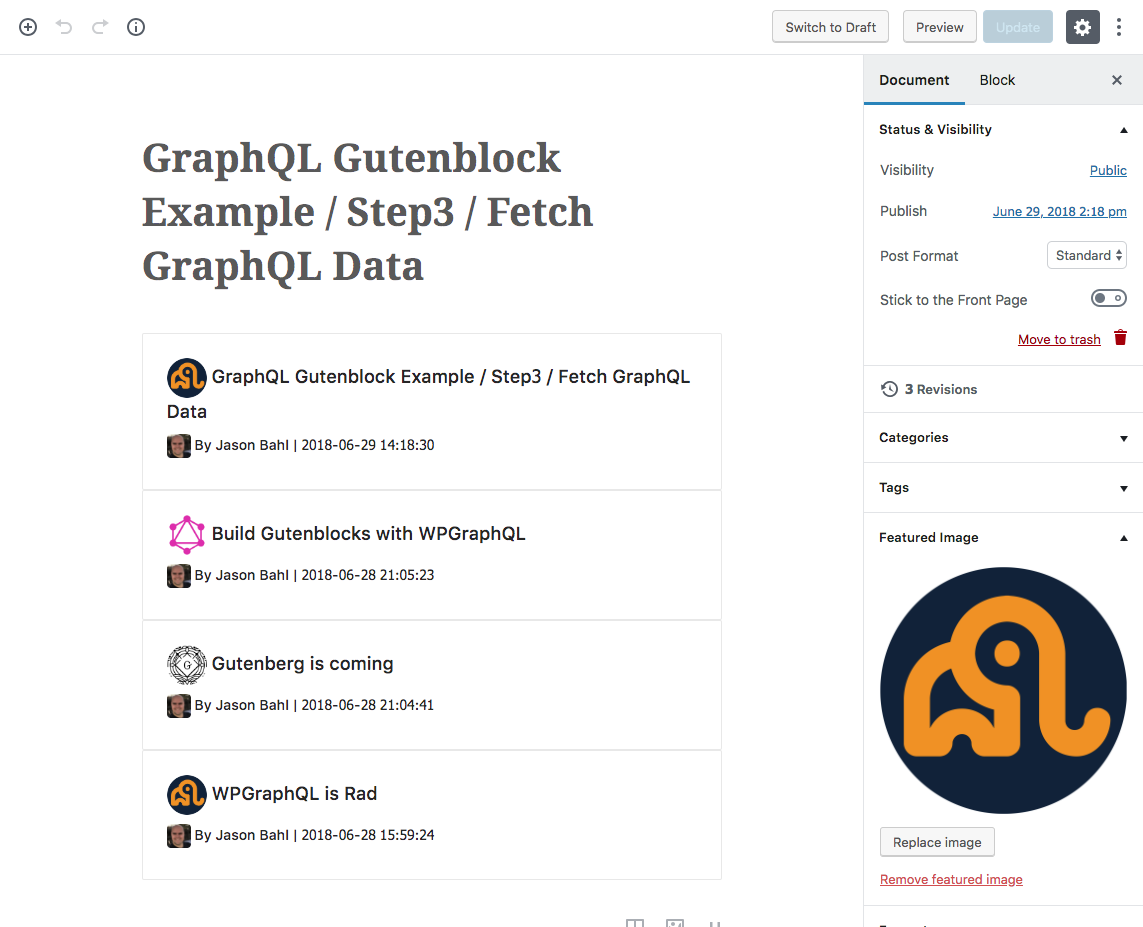 Switch to Draft
Preview
Update
GraphQL Gutenblock
Example / Step3 / Fetch
GraphQL Data
GraphQL Gutenblock Example / Step3 / Fetch GraphQL
Data
By Jason Bahl | 2018-06-29 14:18:30
Build Gutenblocks with WPGraphQL
By Jason Bahl | 2018-06-28 21:05:23
G
Gutenberg is coming
By Jason Bahl | 2018-06-28 21:04:41
WPGraphQL is Rad
By Jason Bahl | 2018-06-28 15:59:24
Document
Block
Status & Visibility
Visibility
Public
Publish
June 29, 2018 2:18 pm
Post Format
Standard
Stick to the Front Page
Move to trash
3 Revisions
Categories
Tags
Featured Image
Replace image
Remove featured image